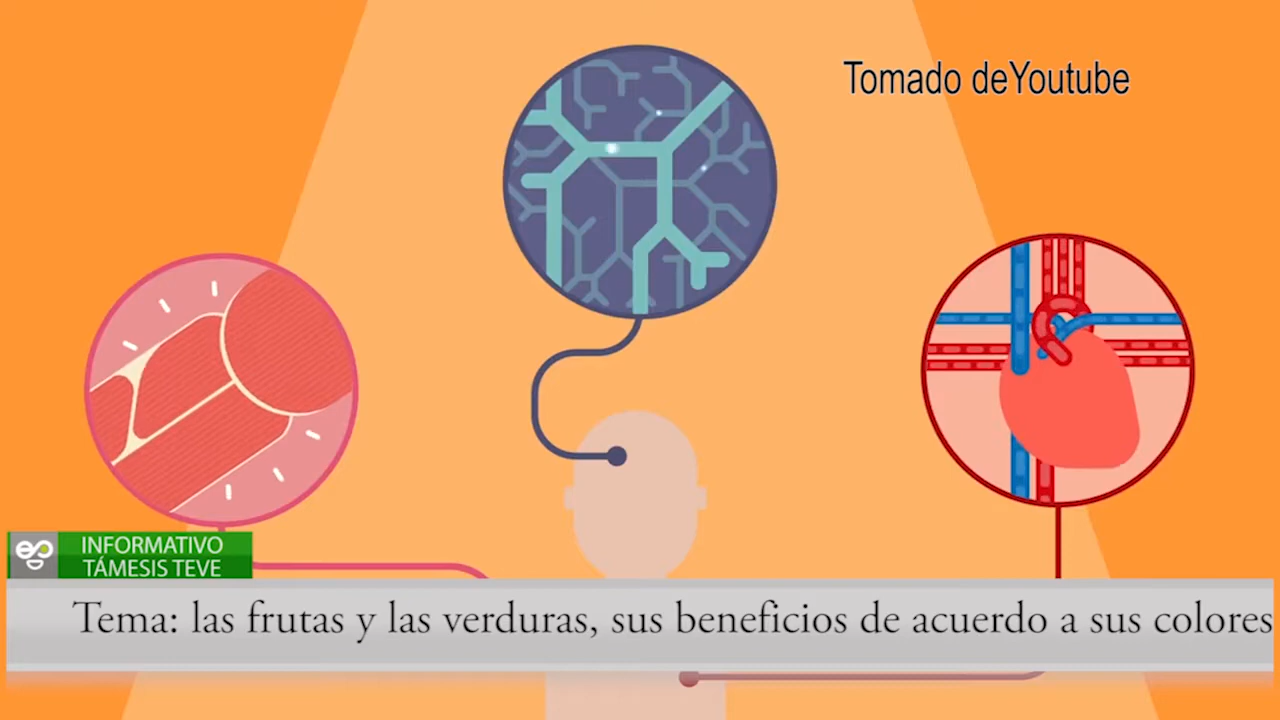 Tomado deYoutube
INFORMATIVO
TÁMESIS TEVE
Tema: las frutas y las verduras, sus beneficios de acuerdo a sus colores